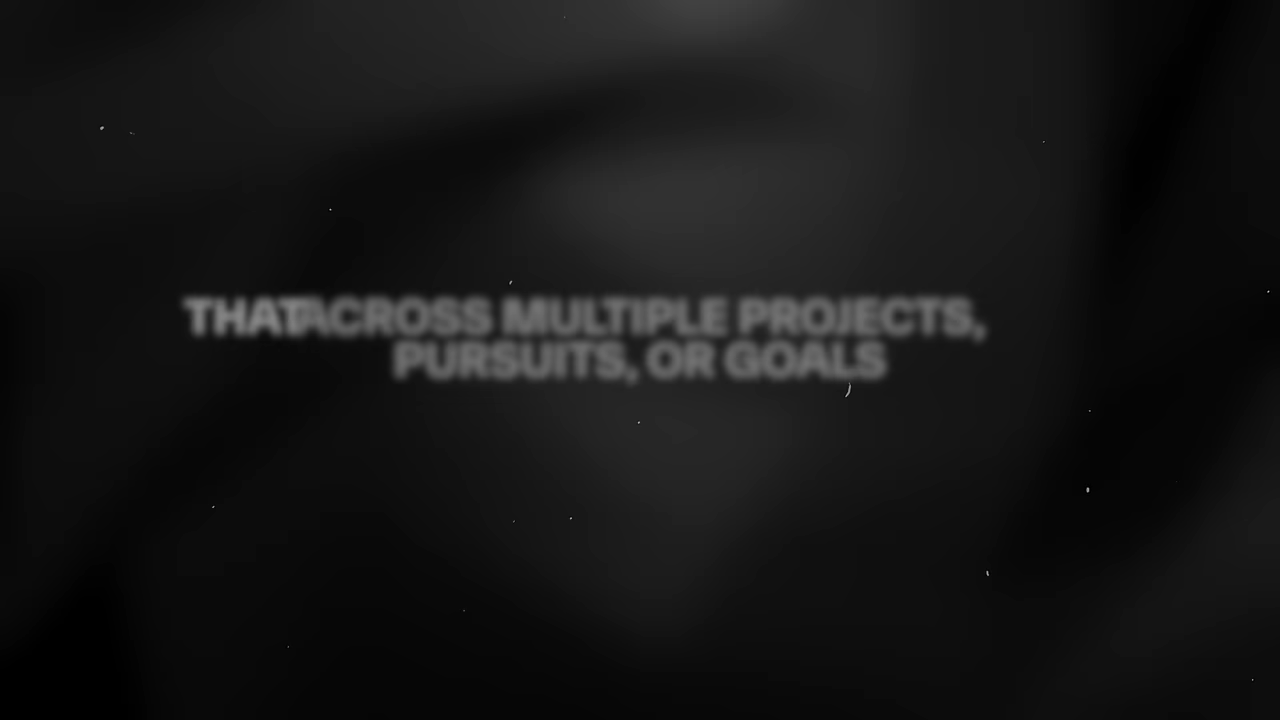 THAT ACROSS MULTIPLE PROJECTS,
PURSUITS, OR GOALS